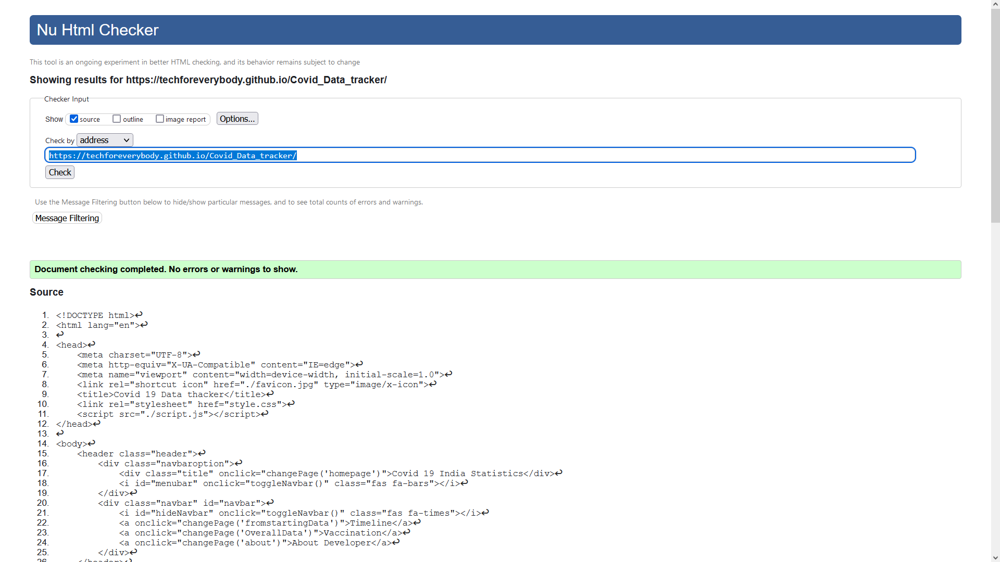 Nu Html Checker
This tool is an ongoing experiment in better HTML checking, and its behavior remains subject to change
Showing results for https://techforeverybody.github.io/Covid_Data_tracker/
Checker Input
Show source outline image report Options...
Check by address
https://techforeverybody.github.io/Covid_Data_tracker/
Check
Use the Message Filtering button below to hide/show particular messages, and to see total counts of errors and warnings.
Message Filtering
Document checking completed. No errors or warnings to show.
Source
1. <!DOCTYPE html>↩
2. <html lang="en">↩
3. ↩
4. <head>↩
5.     <meta charset="UTF-8">↩
6.     <meta http-equiv="X-UA-Compatible" content="IE=edge">↩
7.     <meta name="viewport" content="width=device-width, initial-scale=1.0">↩
8.     <link rel="shortcut icon" href="./favicon.jpg" type="image/x-icon">↩
9.     <title>Covid 19 Data thacker</title>↩
10.     <link rel="stylesheet" href="style.css">↩
11.     <script src="./script.js"></script>↩
12. </head>↩
13. ↩
14. <body>↩
15.     <header class="header">↩
16.         <div class="navbaroption">↩
17.             <div class="title" onclick="changePage('homepage')">Covid 19 India Statistics</div>↩
18.             <i id="menubar" onclick="toggleNavbar()" class="fas fa-bars"></i>↩
19.         </div>↩
20.         <div class="navbar" id="navbar">↩
21.             <i id="hideNavbar" onclick="toggleNavbar()" class="fas fa-times"></i>↩
22.             <a onclick="changePage('fromstartingData')">Timeline</a>↩
23.             <a onclick="changePage('OverallData')">Vaccination</a>↩
24.             <a onclick="changePage('about')">About Developer</a>↩
25.         </div>↩
26.     </header>↩